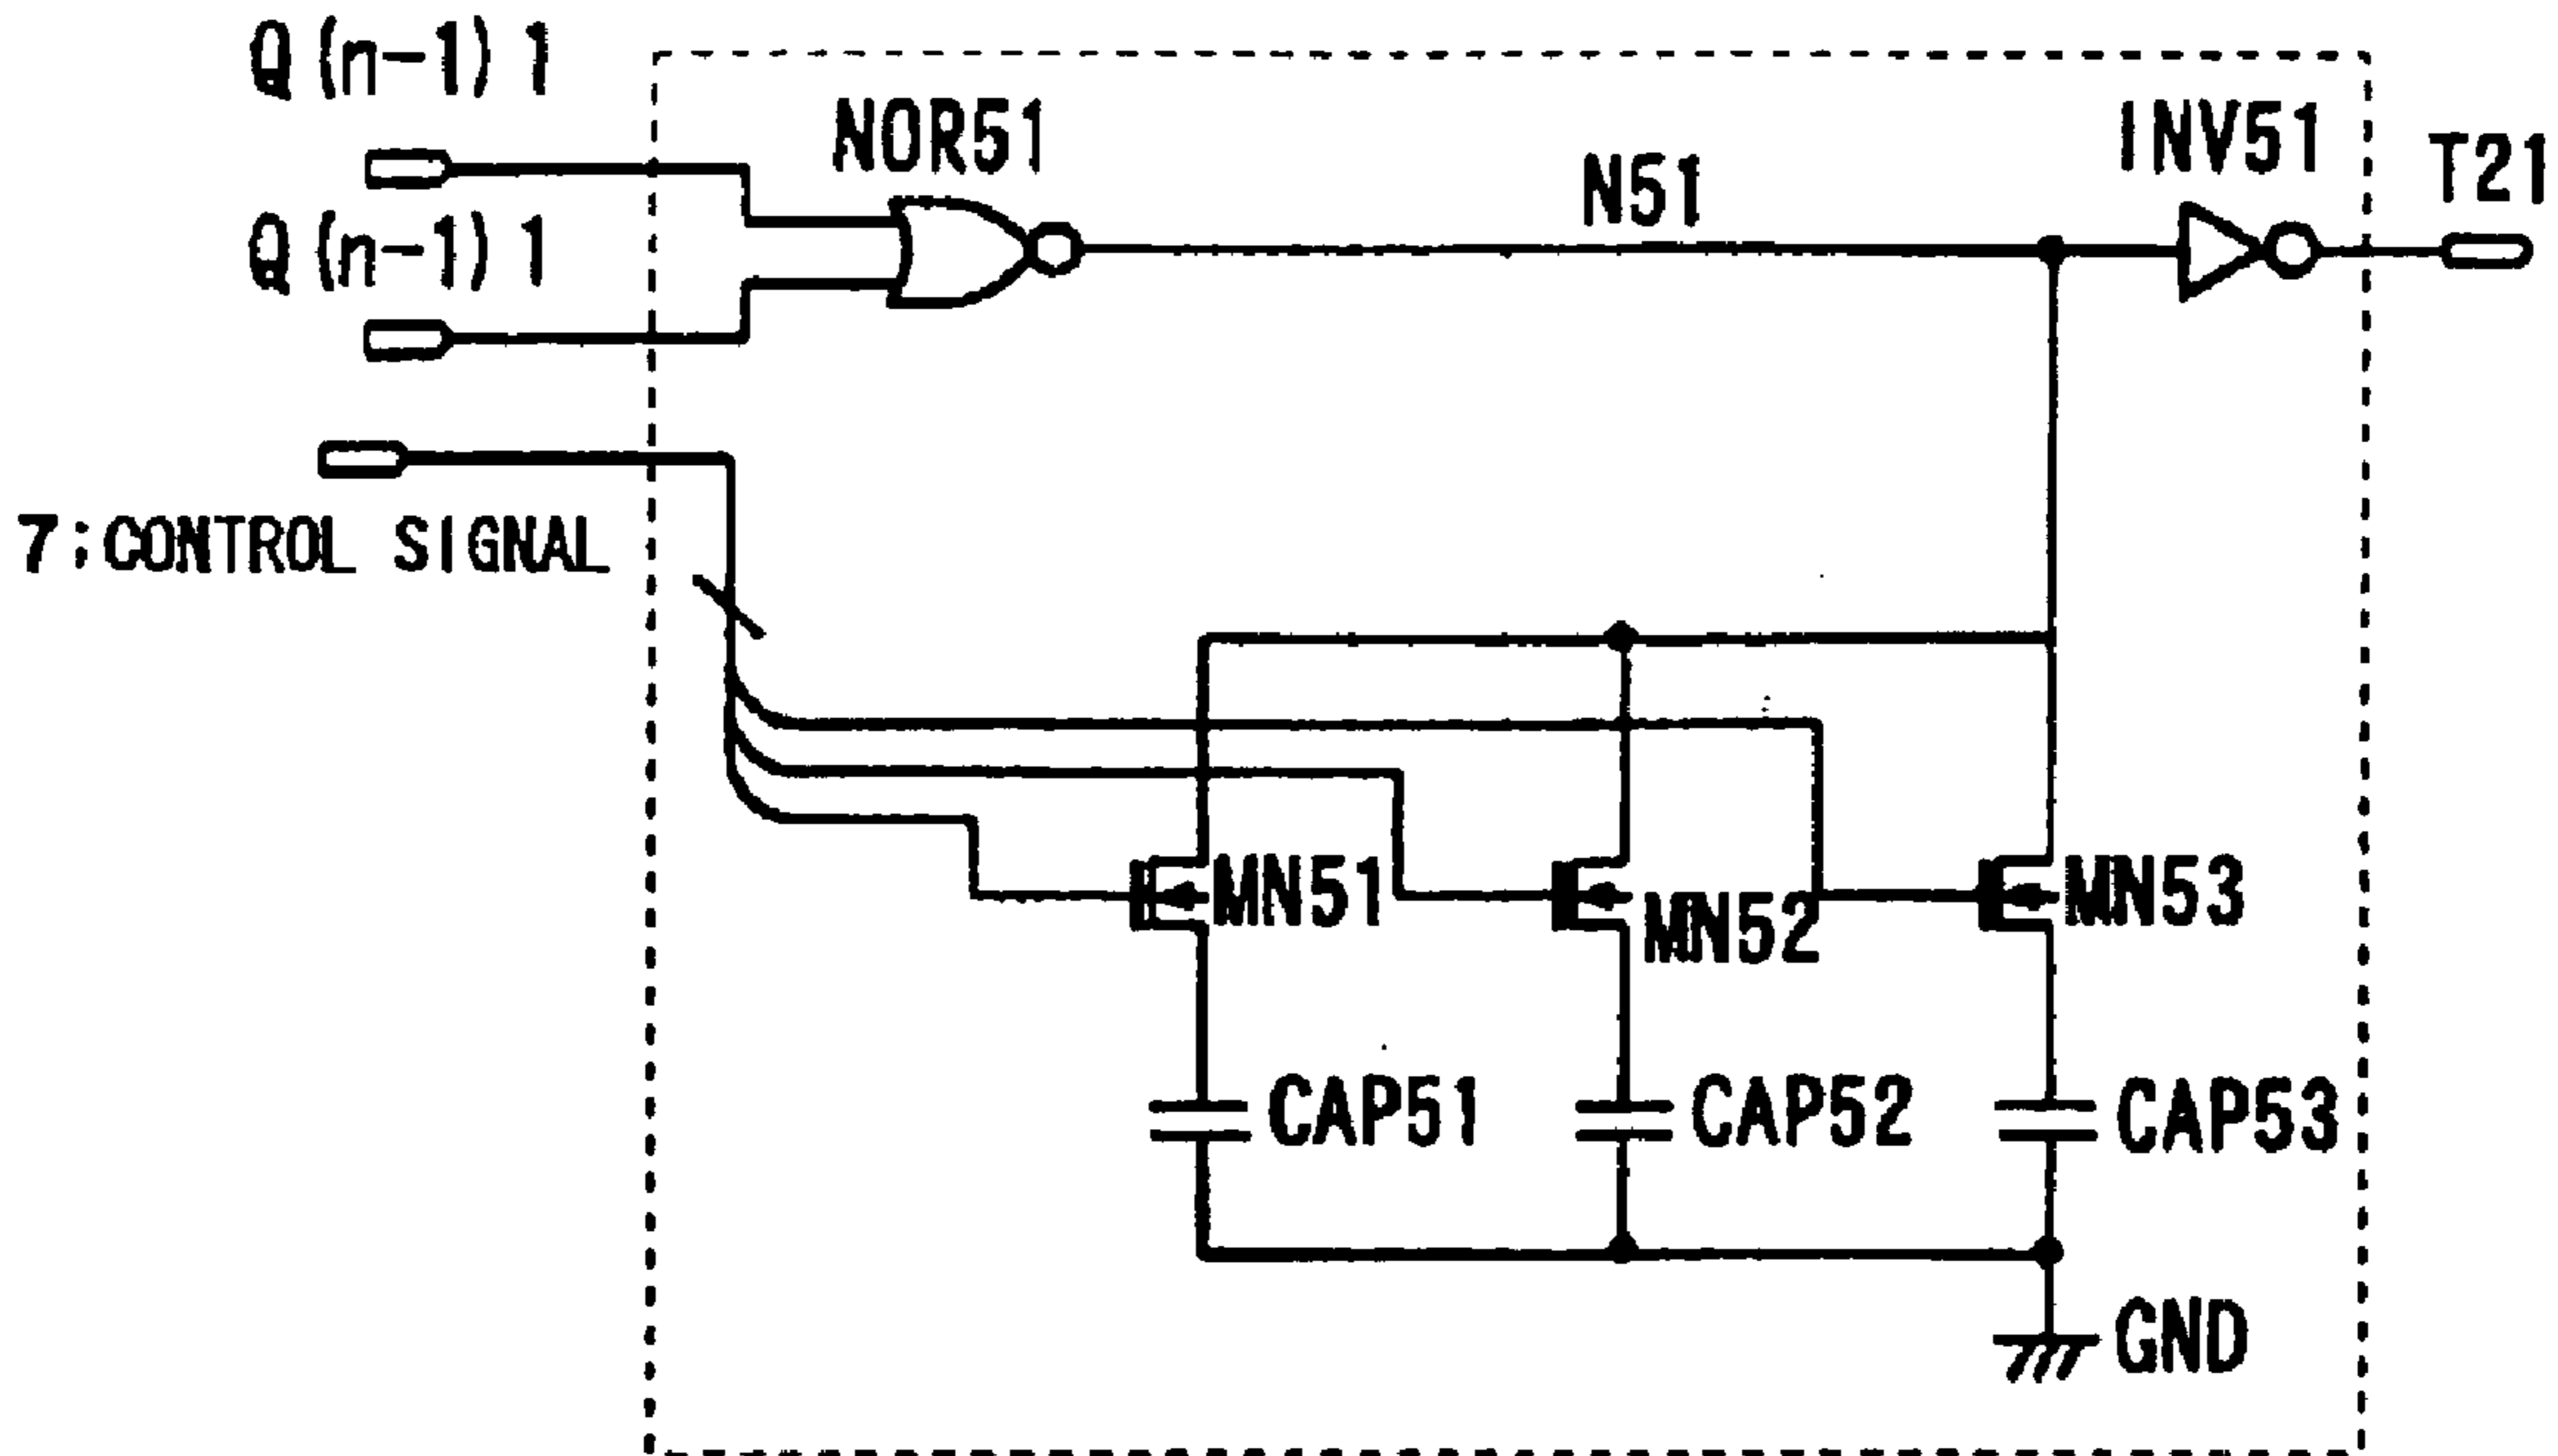 Q(n-1)1
NOR51
INV51
N51
T21
Q(n-1)1
7:CONTROL SIGNAL
MN51
MN52
MN53
CAP51
CAP52
CAP53
GND